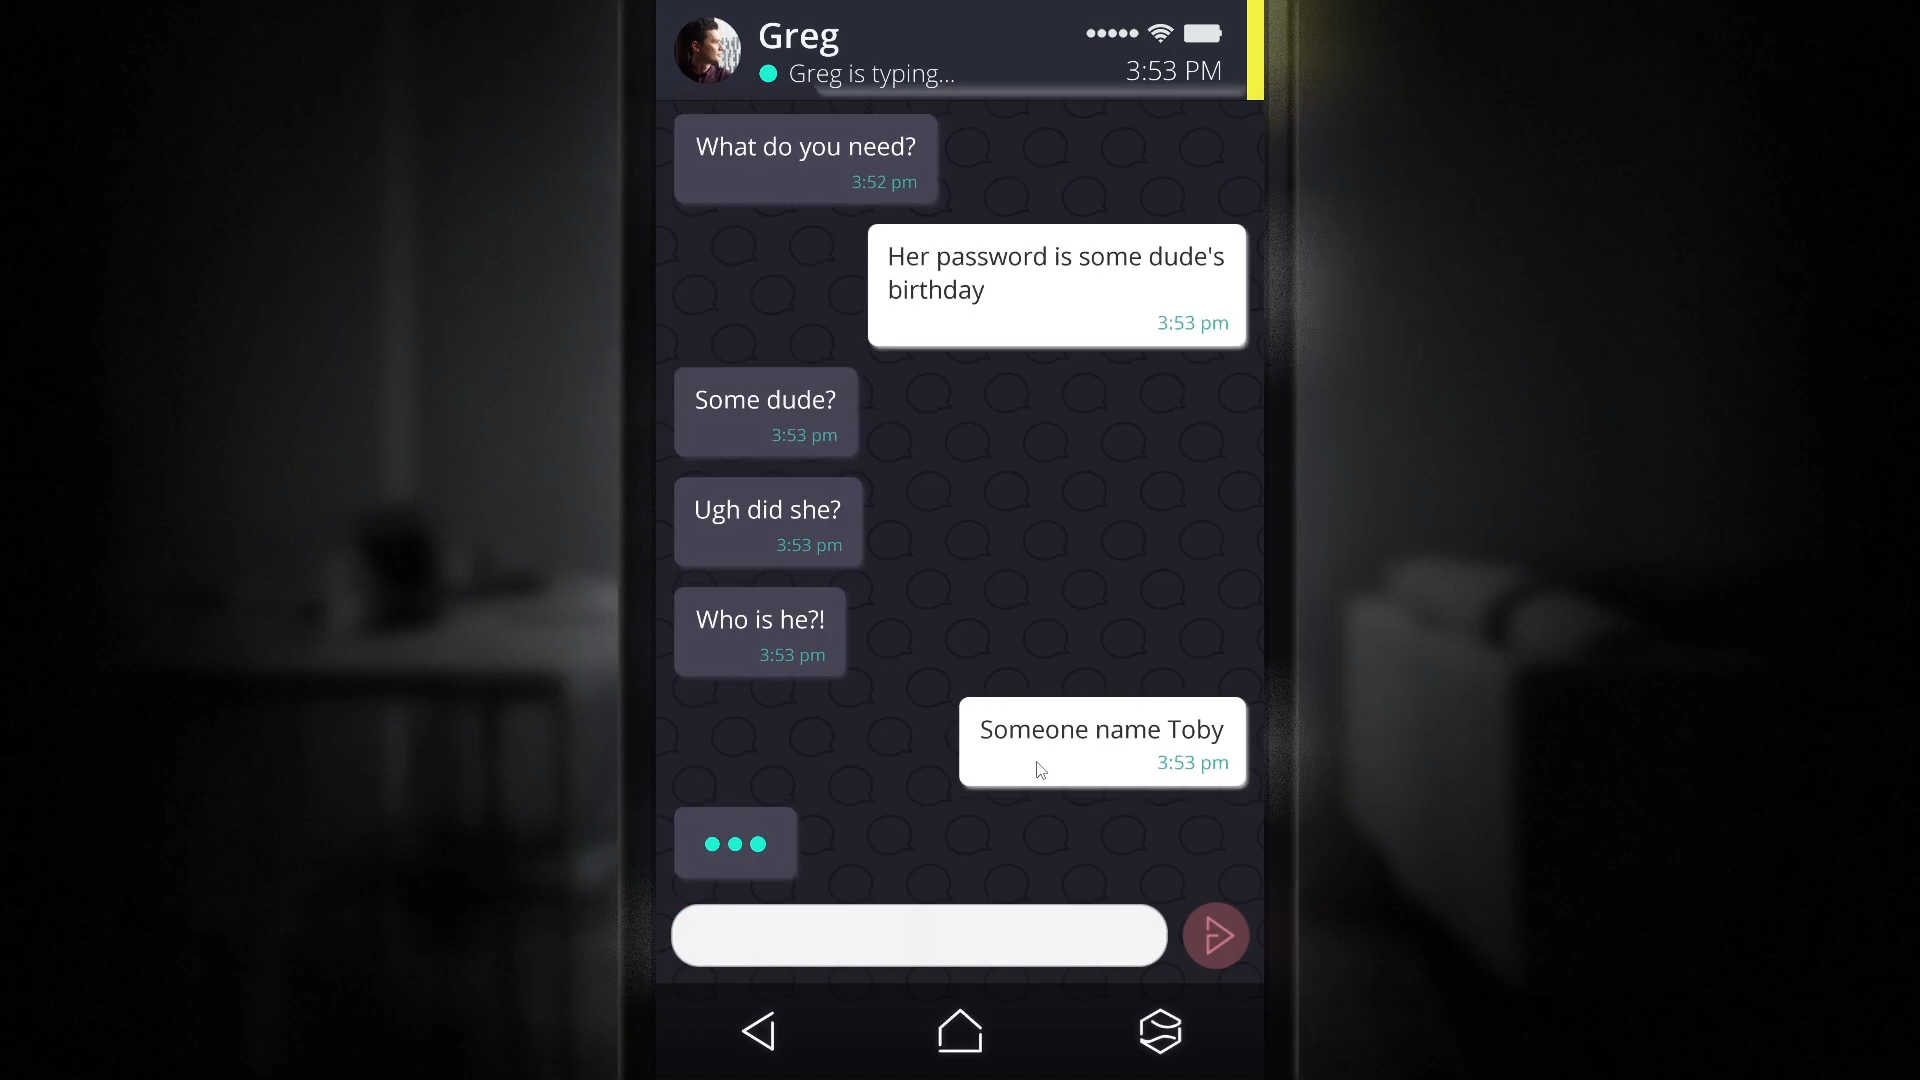 Greg
Greg is typing...
3:53 PM
What do you need?
3:52 pm
Her password is some dude's
birthday
3:53 pm
Some dude?
3:53 pm
Ugh did she?
3:53 pm
Who is he?!
3:53 pm
Someone name Toby
3:53 pm